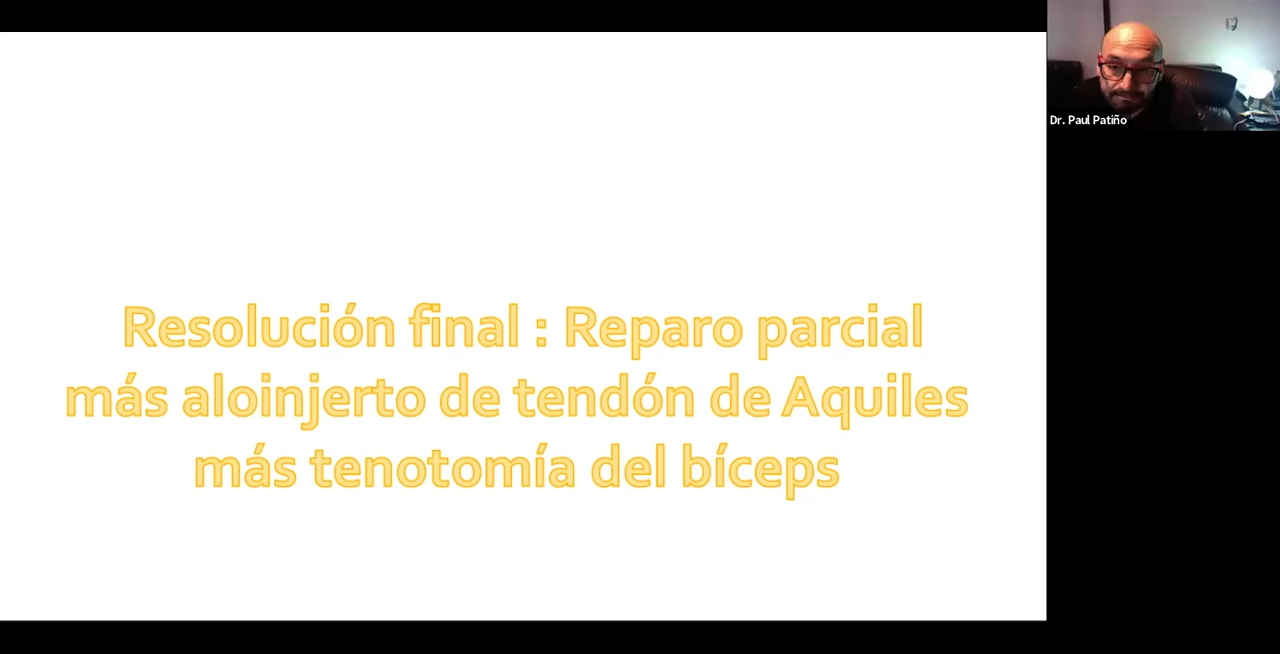 Dr. Paul Patiño
Resolución final : Reparo parcial
más aloinjerto de tendón de Aquiles
más tenotomía del bíceps